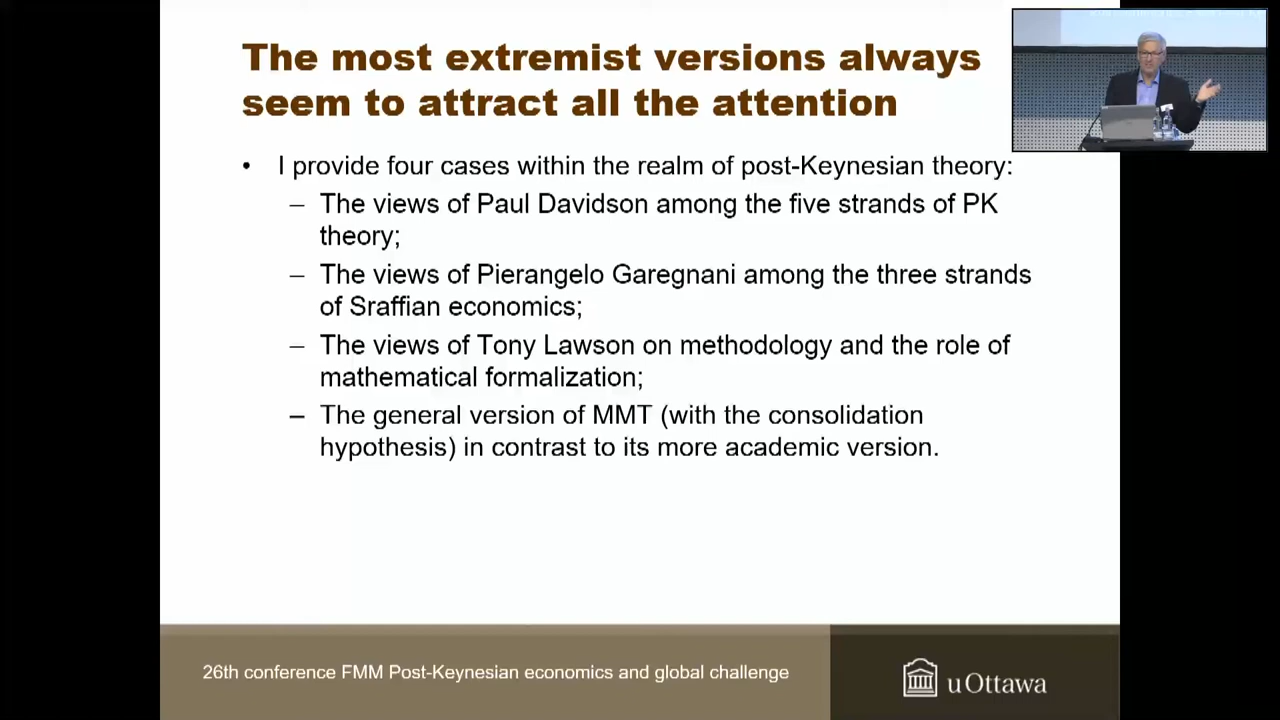 The most extremist versions always
seem to attract all the attention
• I provide four cases within the realm of post-Keynesian theory:
– The views of Paul Davidson among the five strands of PK
theory;
– The views of Pierangelo Garegnani among the three strands
of Sraffian economics;
– The views of Tony Lawson on methodology and the role of
mathematical formalization;
– The general version of MMT (with the consolidation
hypothesis) in contrast to its more academic version.
26th conference FMM Post-Keynesian economics and global challenge
uOttawa